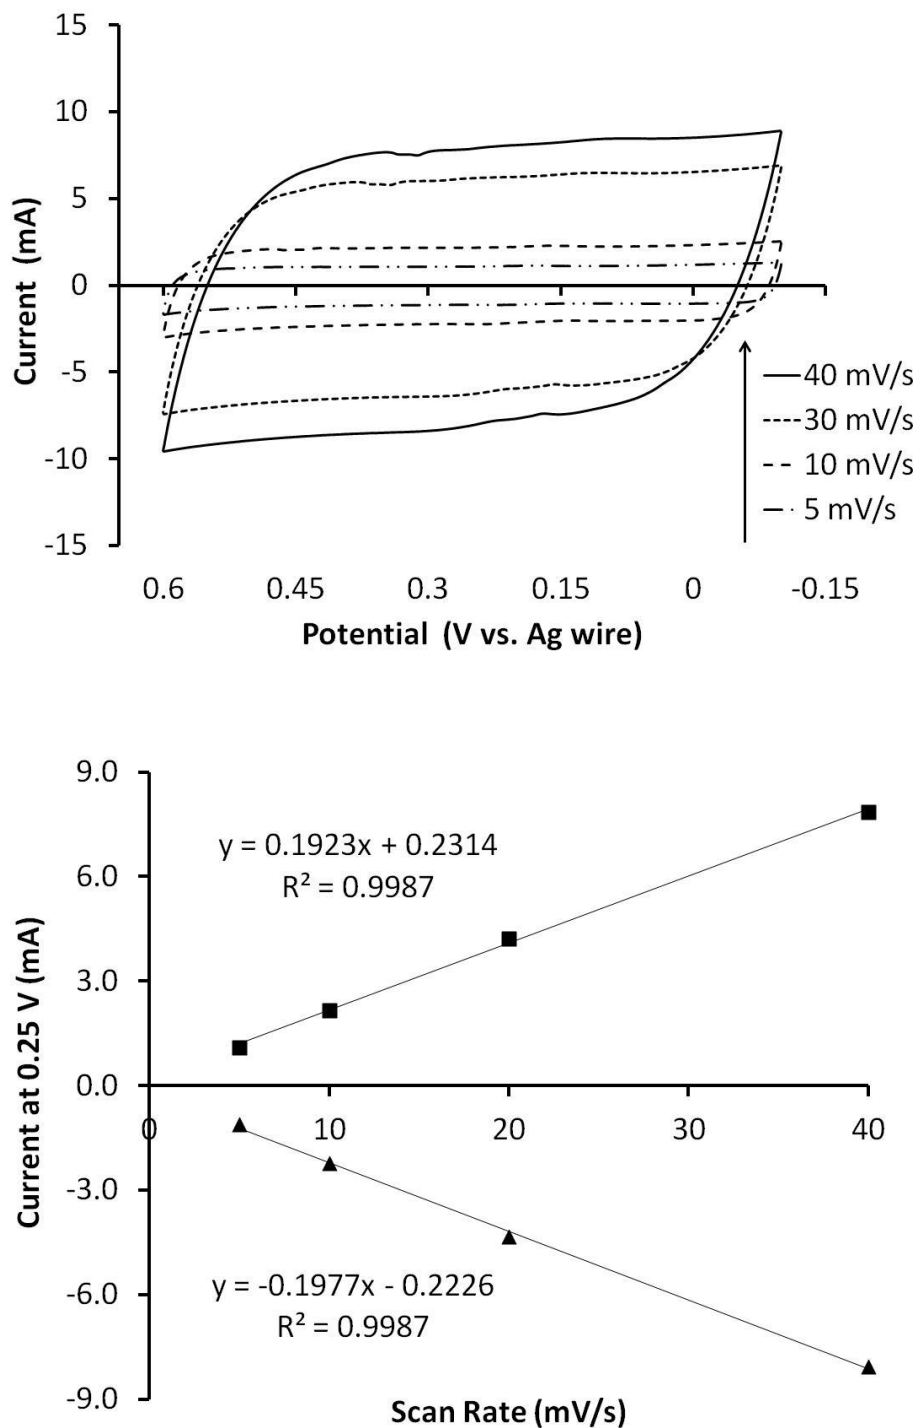 15
10
5
0
-5
-10
-15
Current (mA)
40 mV/s
30 mV/s
10 mV/s
5 mV/s
0.6 0.45 0.3 0.15 0 -0.15
Potential (V vs. Ag wire)
9.0
6.0
3.0
0.0
-3.0
-6.0
-9.0
Current at 0.25 V (mA)
y = 0.1923x + 0.2314
R² = 0.9987
0 10 20 30 40
y = -0.1977x - 0.2226
R² = 0.9987
Scan Rate (mV/s)